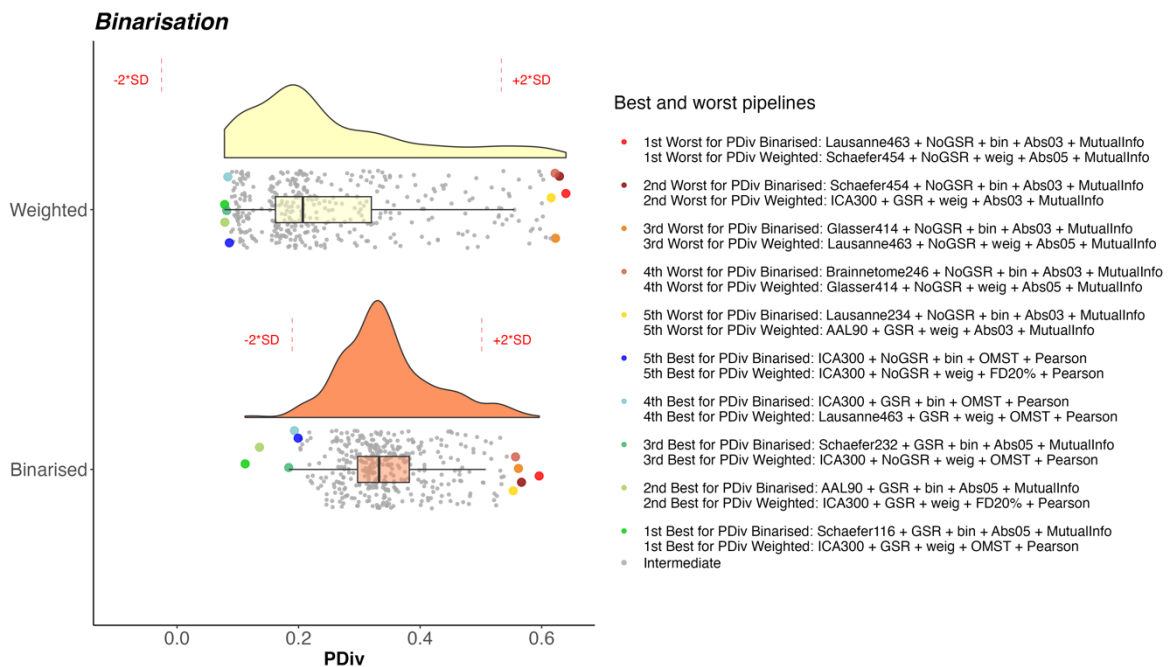 Binarisation
-2*SD
+2*SD
Weighted
-2*SD
+2*SD
Binarised
0.0
0.2
0.4
0.6
PDiv
Best and worst pipelines
1st Worst for PDiv Binarised: Lausanne463 + NoGSR + bin + Abs03 + MutualInfo
1st Worst for PDiv Weighted: Schaefer454 + NoGSR + weig + Abs05 + MutualInfo
2nd Worst for PDiv Binarised: Schaefer454 + NoGSR + bin + Abs03 + MutualInfo
2nd Worst for PDiv Weighted: ICA300 + GSR + weig + Abs03 + MutualInfo
3rd Worst for PDiv Binarised: Glasser414 + NoGSR + bin + Abs03 + MutualInfo
3rd Worst for PDiv Weighted: Lausanne463 + NoGSR + weig + Abs05 + MutualInfo
4th Worst for PDiv Binarised: Brainnetome246 + NoGSR + bin + Abs03 + MutualInfo
4th Worst for PDiv Weighted: Glasser414 + NoGSR + weig + Abs05 + MutualInfo
5th Worst for PDiv Binarised: Lausanne234 + NoGSR + bin + Abs03 + MutualInfo
5th Worst for PDiv Weighted: AAL90 + GSR + weig + Abs03 + MutualInfo
5th Best for PDiv Binarised: ICA300 + NoGSR + bin + OMST + Pearson
5th Best for PDiv Weighted: ICA300 + NoGSR + weig + FD20% + Pearson
4th Best for PDiv Binarised: ICA300 + GSR + bin + OMST + Pearson
4th Best for PDiv Weighted: Lausanne463 + GSR + weig + OMST + Pearson
3rd Best for PDiv Binarised: Schaefer232 + GSR + bin + Abs05 + MutualInfo
3rd Best for PDiv Weighted: ICA300 + NoGSR + weig + OMST + Pearson
2nd Best for PDiv Binarised: AAL90 + GSR + bin + Abs05 + MutualInfo
2nd Best for PDiv Weighted: ICA300 + GSR + weig + FD20% + Pearson
1st Best for PDiv Binarised: Schaefer116 + GSR + bin + Abs05 + MutualInfo
1st Best for PDiv Weighted: ICA300 + GSR + weig + OMST + Pearson
Intermediate